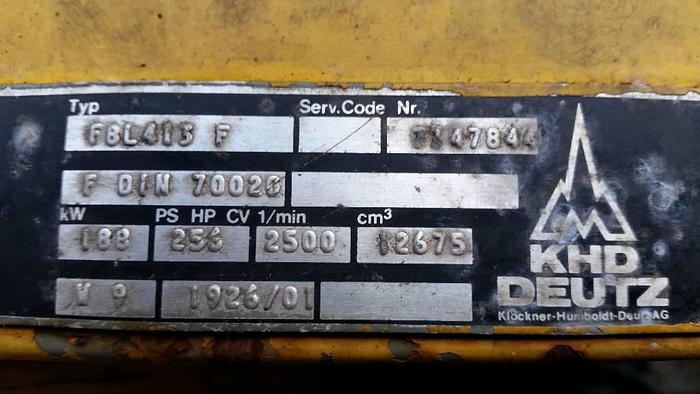 Typ Serv.Code Nr.
F8L413 F 7247844
F DIN 70020
kW PS HP CV 1/min cm³
188 256 2500 12675
KHD
DEUTZ
W 9 1926/01
Klöckner-Humboldt-Deutz AG